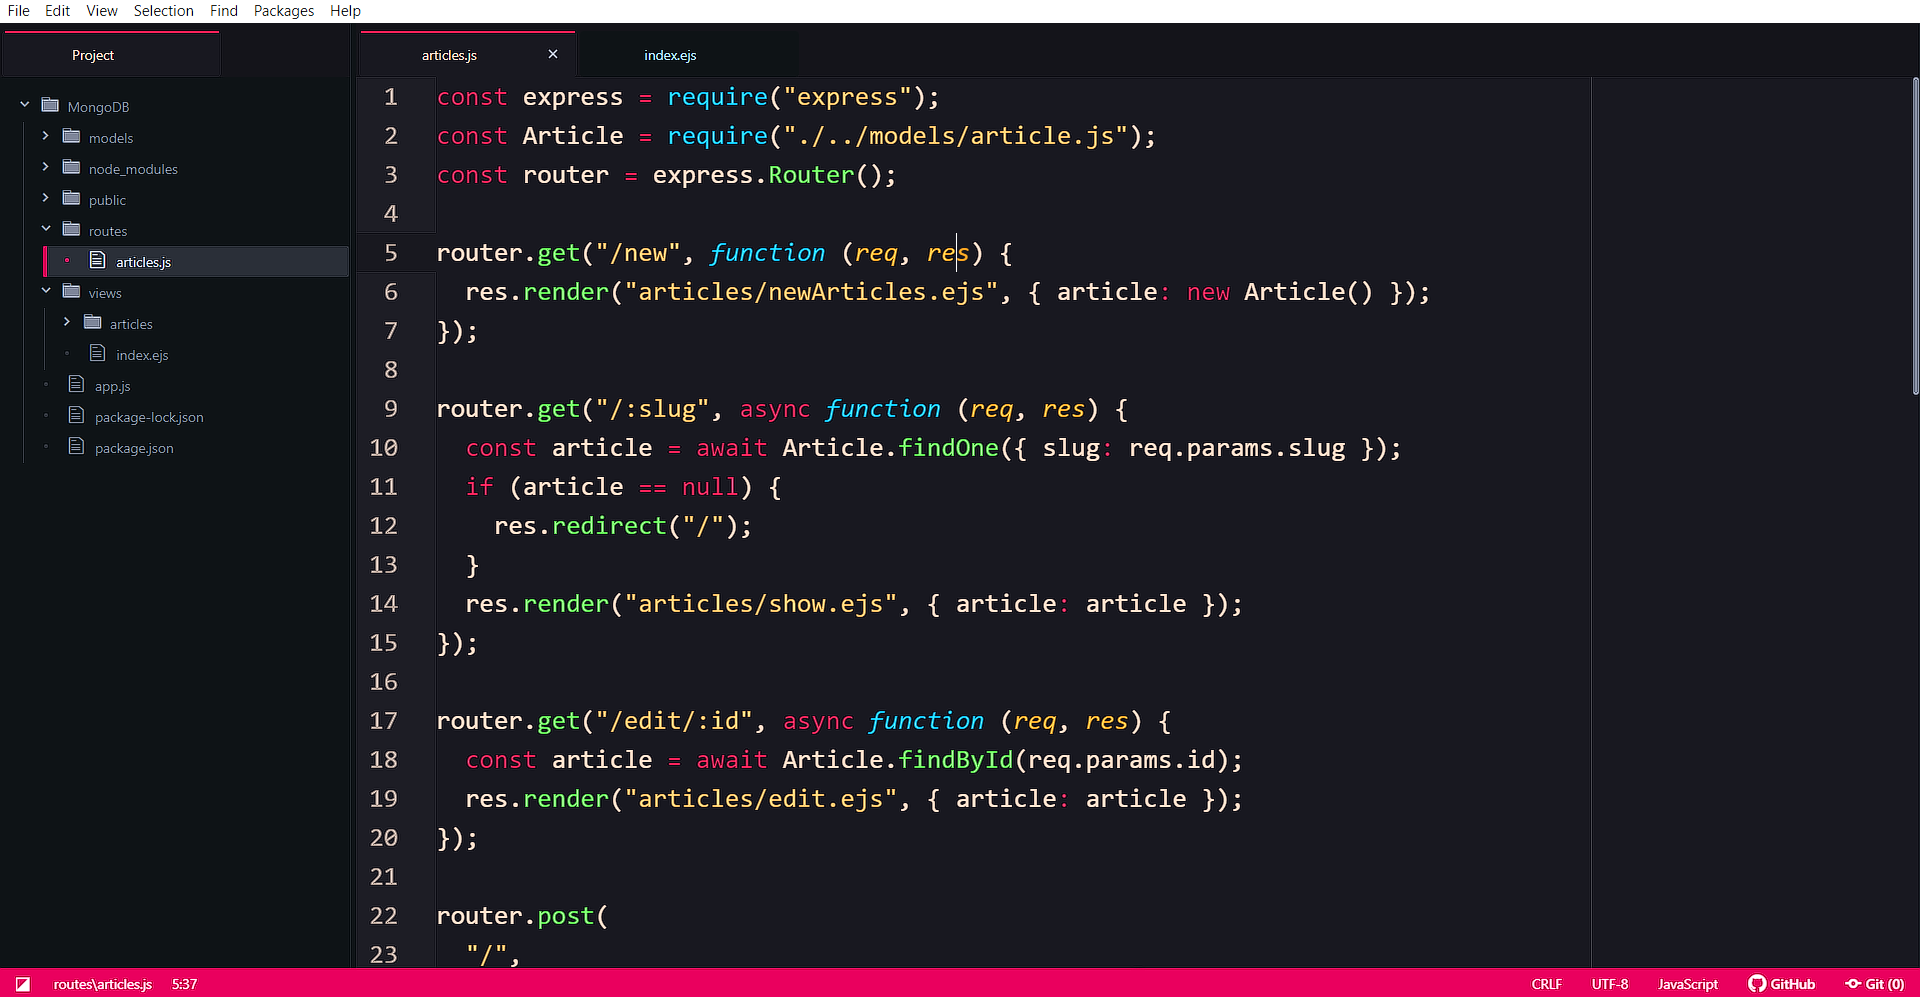 File Edit View Selection Find Packages Help
Project
MongoDB
models
node_modules
public
routes
articles.js
views
articles
index.ejs
app.js
package-lock.json
package.json
articles.js × index.ejs
1 const express = require("express");
2 const Article = require("./../models/article.js");
3 const router = express.Router();
4
5 router.get("/new", function (req, res) {
6   res.render("articles/newArticles.ejs", { article: new Article() });
7 });
8
9 router.get("/:slug", async function (req, res) {
10   const article = await Article.findOne({ slug: req.params.slug });
11   if (article == null) {
12     res.redirect("/");
13   }
14   res.render("articles/show.ejs", { article: article });
15 });
16
17 router.get("/edit/:id", async function (req, res) {
18   const article = await Article.findById(req.params.id);
19   res.render("articles/edit.ejs", { article: article });
20 });
21
22 router.post(
23   "/",
routes\articles.js 5:37 CRLF UTF-8 JavaScript GitHub Git (0)